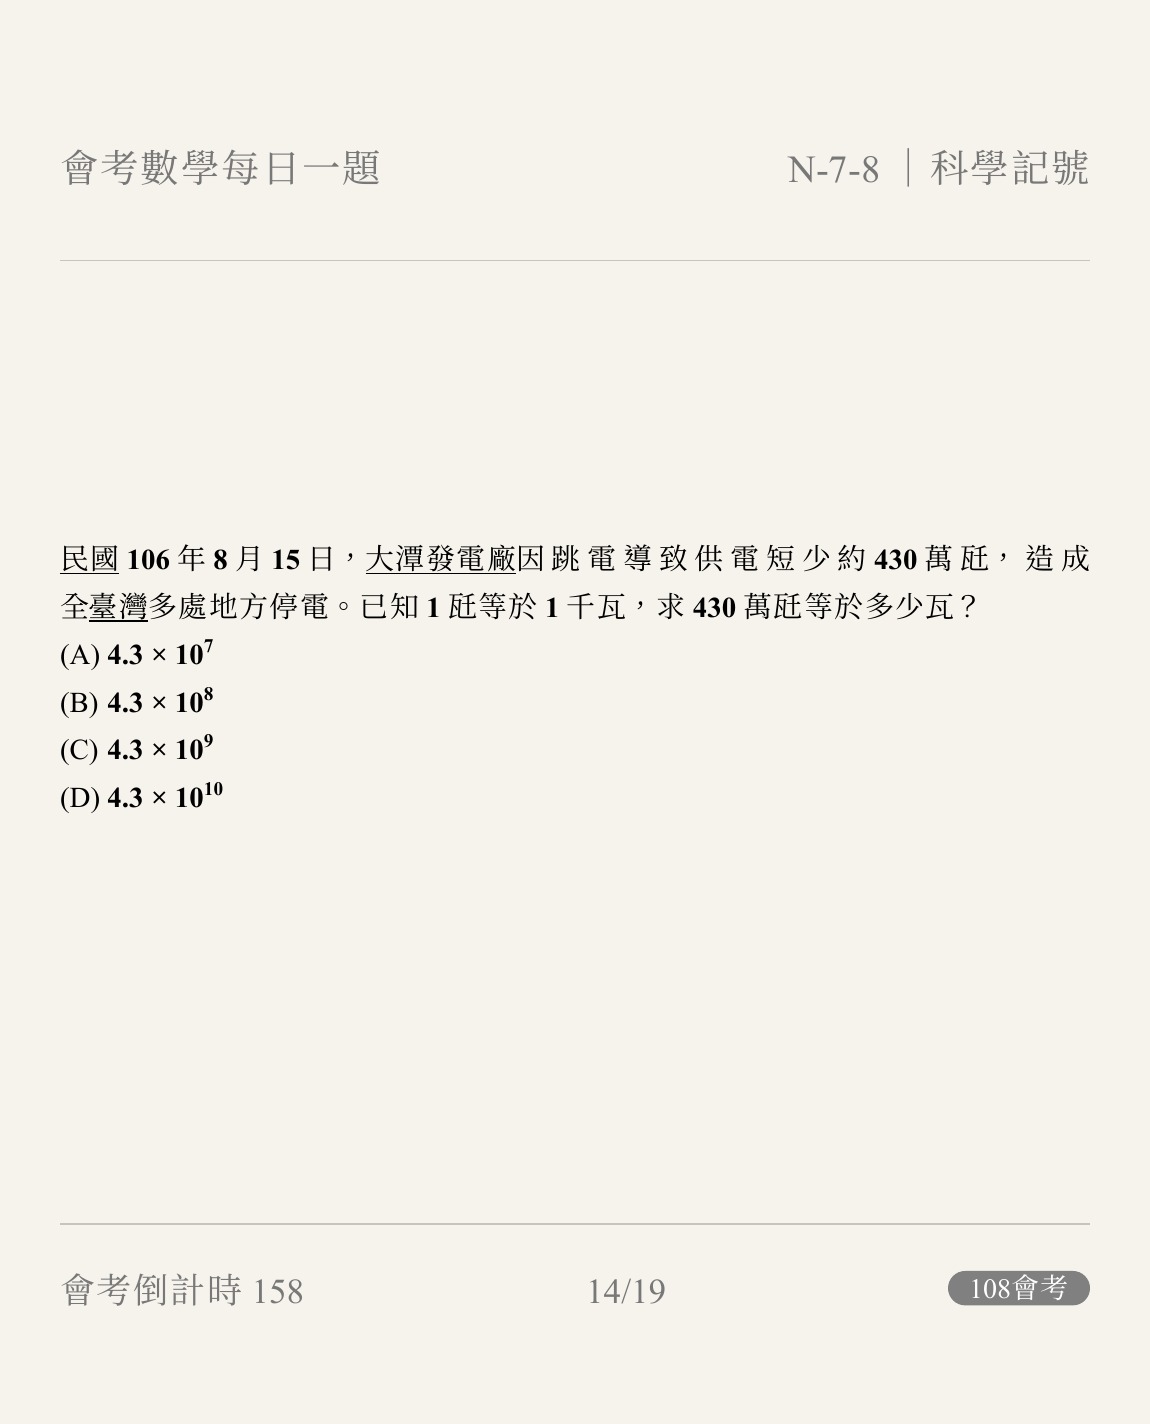 會考數學每日一題
N-7-8 ｜科學記號
民國 106 年 8 月 15 日，大潭發電廠因跳電導致供電短少約 430 萬瓩，造成
全臺灣多處地方停電。已知 1 瓩等於 1 千瓦，求 430 萬瓩等於多少瓦？
(A) 4.3 × 10⁷
(B) 4.3 × 10⁸
(C) 4.3 × 10⁹
(D) 4.3 × 10¹⁰
會考倒計時 158
14/19
108會考